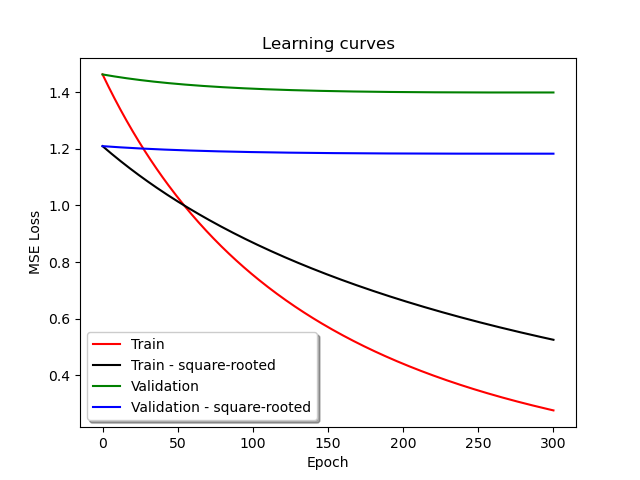 Learning curves
MSE Loss
1.4
1.2
1.0
0.8
0.6
0.4
Train
Train - square-rooted
Validation
Validation - square-rooted
0 50 100 150 200 250 300
Epoch